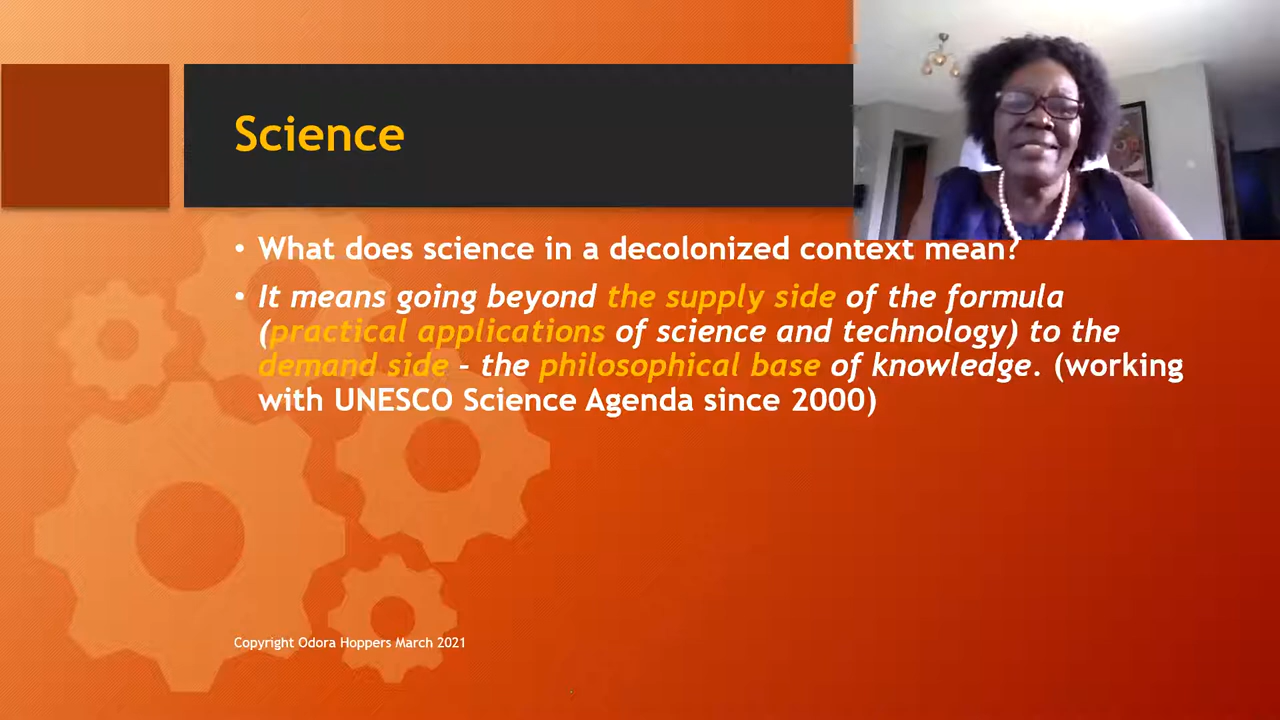 Science
• What does science in a decolonized context mean?
• It means going beyond the supply side of the formula
(practical applications of science and technology) to the
demand side - the philosophical base of knowledge. (working
with UNESCO Science Agenda since 2000)
Copyright Odora Hoppers March 2021